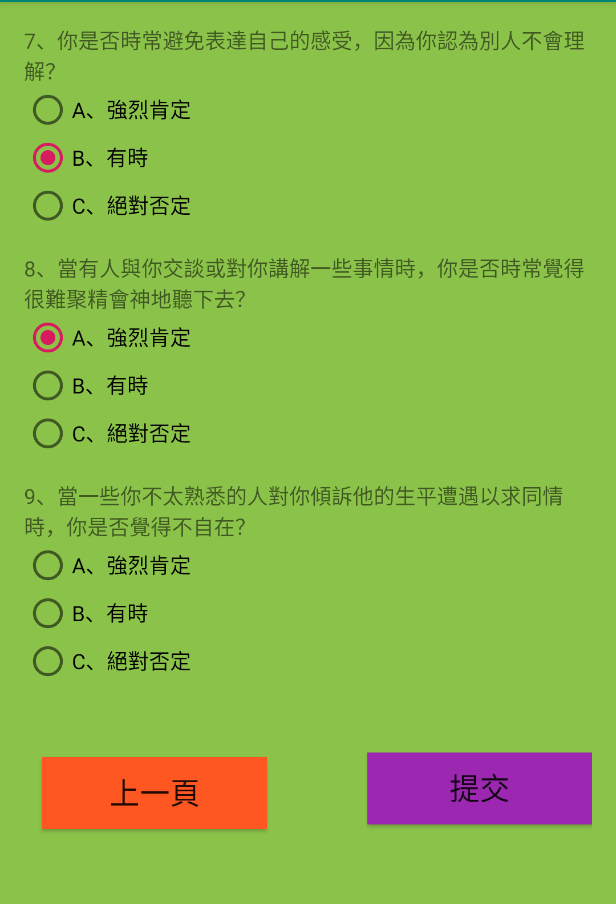 7、你是否時常避免表達自己的感受，因為你認為別人不會理
解?
A、強烈肯定
B、有時
C、絕對否定
8、當有人與你交談或對你講解一些事情時，你是否時常覺得
很難聚精會神地聽下去?
A、強烈肯定
B、有時
C、絕對否定
9、當一些你不太熟悉的人對你傾訴他的生平遭遇以求同情
時，你是否覺得不自在?
A、強烈肯定
B、有時
C、絕對否定
上一頁
提交